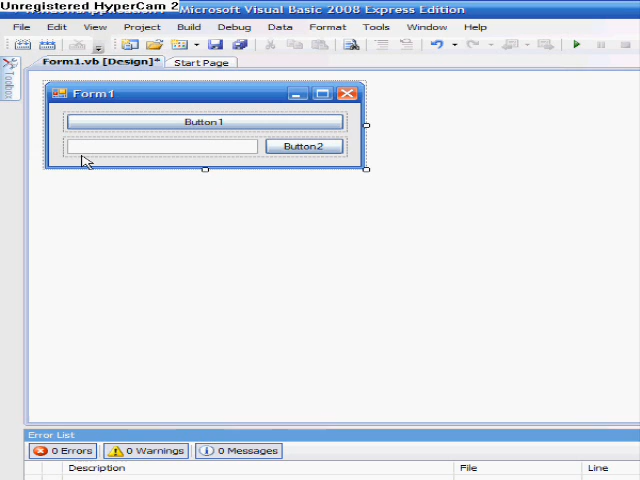 Unregistered HyperCam 2
Microsoft Visual Basic 2008 Express Edition
File Edit View Project Build Debug Data Format Tools Window Help
Toolbox
Form1.vb [Design]* Start Page
Form1
Button1
Button2
Error List
0 Errors 0 Warnings 0 Messages
Description File Line